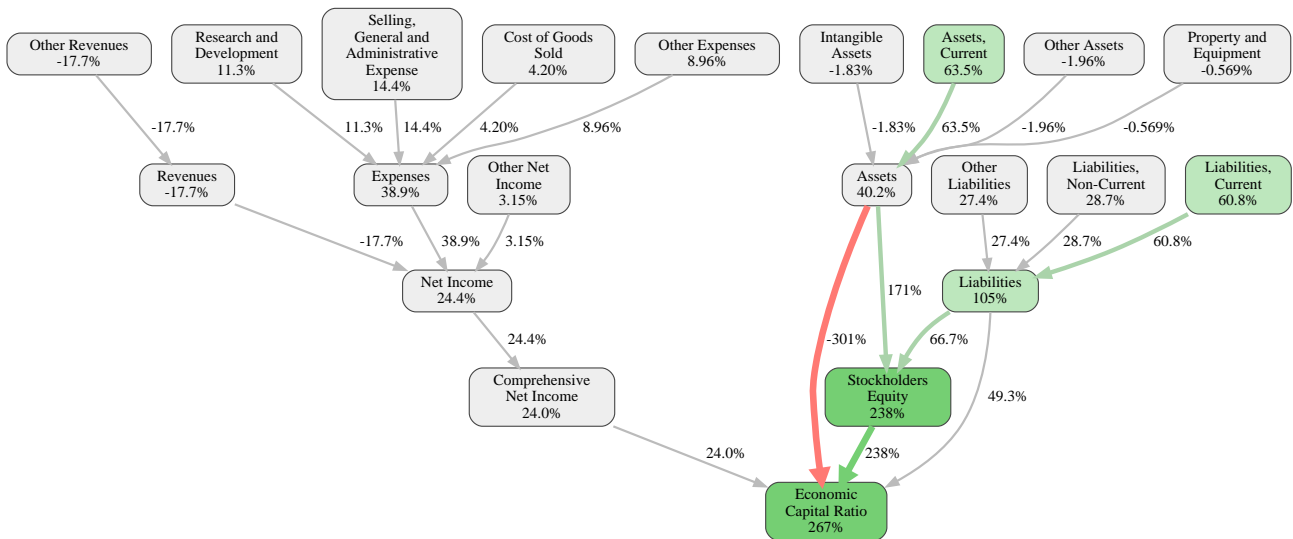 Other Revenues
-17.7%
Research and
Development
11.3%
Selling,
General and
Administrative
Expense
14.4%
Cost of Goods
Sold
4.20%
Other Expenses
8.96%
Intangible
Assets
-1.83%
Assets,
Current
63.5%
Other Assets
-1.96%
Property and
Equipment
-0.569%
-17.7%
11.3%
14.4%
4.20%
8.96%
-1.83%
63.5%
-1.96%
-0.569%
Revenues
-17.7%
Expenses
38.9%
Other Net
Income
3.15%
Assets
40.2%
Other
Liabilities
27.4%
Liabilities,
Non-Current
28.7%
Liabilities,
Current
60.8%
-17.7%
38.9%
3.15%
27.4%
28.7%
60.8%
Net Income
24.4%
Liabilities
105%
171%
24.4%
-301%
66.7%
Comprehensive
Net Income
24.0%
Stockholders
Equity
238%
49.3%
24.0%
238%
Economic
Capital Ratio
267%